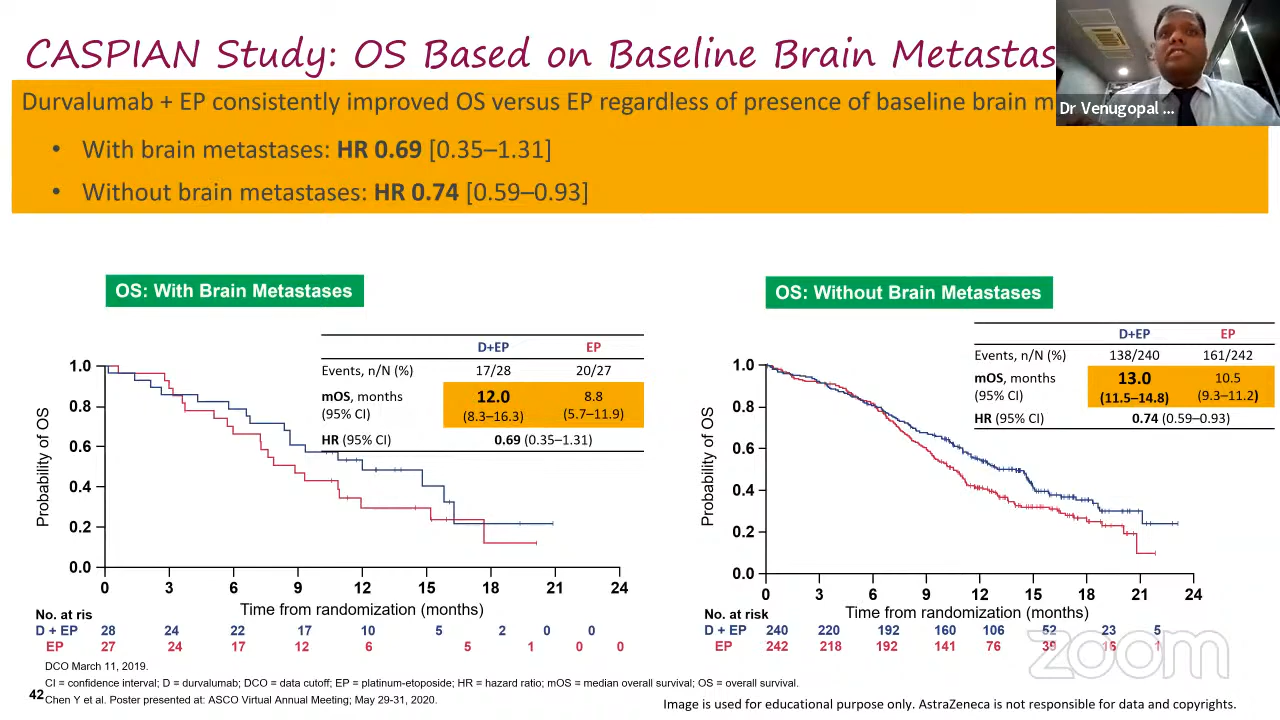 CASPIAN Study: OS Based on Baseline Brain Metastas
Durvalumab + EP consistently improved OS versus EP regardless of presence of baseline brain m
Dr Venugopal ...
• With brain metastases: HR 0.69 [0.35–1.31]
• Without brain metastases: HR 0.74 [0.59–0.93]
OS: With Brain Metastases
D+EP EP
Events, n/N (%) 17/28 20/27
mOS, months 12.0 8.8
(95% CI) (8.3–16.3) (5.7–11.9)
HR (95% CI) 0.69 (0.35–1.31)
Probability of OS
1.0
0.8
0.6
0.4
0.2
0.0
0 3 6 9 12 15 18 21 24
Time from randomization (months)
No. at ris
D + EP 28 24 22 17 10 5 2 0 0
EP 27 24 17 12 6 5 1 0 0
OS: Without Brain Metastases
D+EP EP
Events, n/N (%) 138/240 161/242
mOS, months 13.0 10.5
(95% CI) (11.5–14.8) (9.3–11.2)
HR (95% CI) 0.74 (0.59–0.93)
Probability of OS
1.0
0.8
0.6
0.4
0.2
0.0
0 3 6 9 12 15 18 21 24
Time from randomization (months)
No. at risk
D + EP 240 220 192 160 106 52 23 5
EP 242 218 192 141 76 39 16 1
zoom
DCO March 11, 2019.
CI = confidence interval; D = durvalumab; DCO = data cutoff; EP = platinum-etoposide; HR = hazard ratio; mOS = median overall survival; OS = overall survival.
42 Chen Y et al. Poster presented at: ASCO Virtual Annual Meeting; May 29-31, 2020.
Image is used for educational purpose only. AstraZeneca is not responsible for data and copyrights.